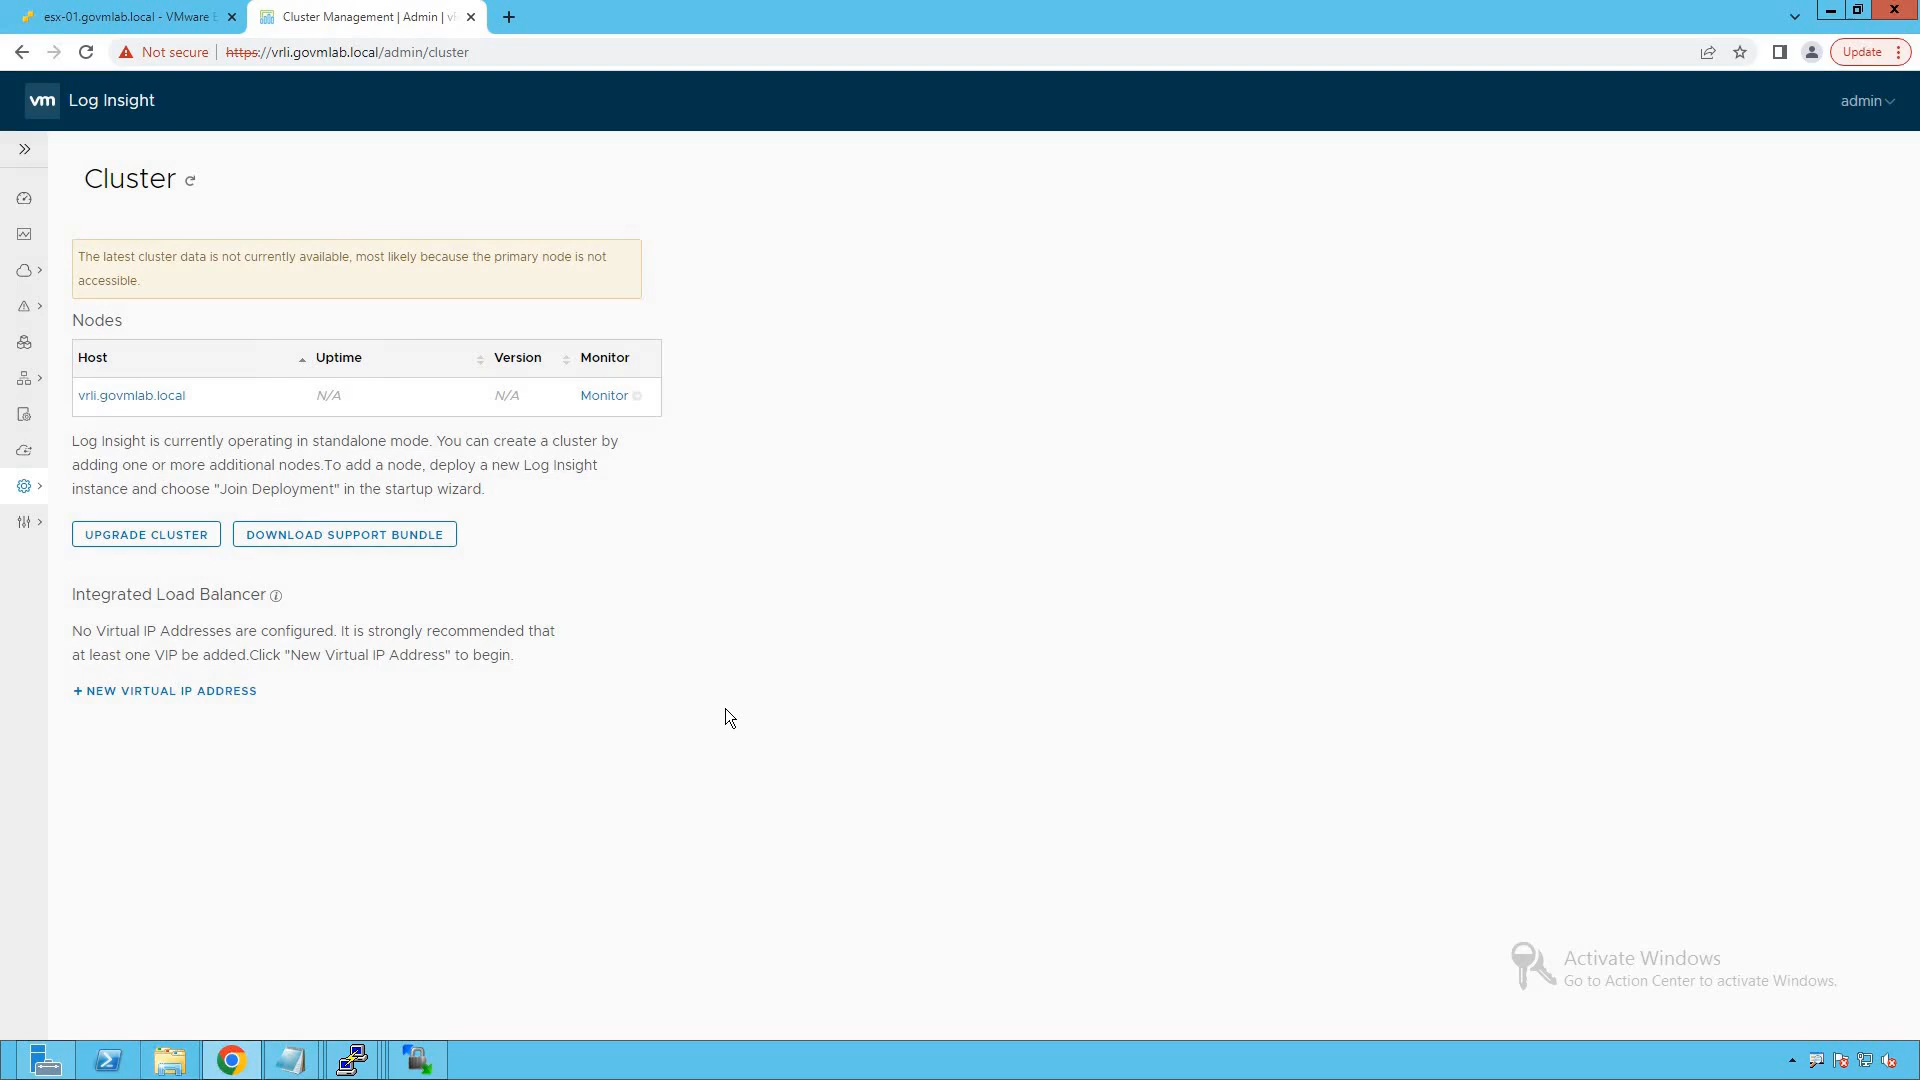 esx-01.govmlab.local - VMware E
Cluster Management | Admin | vR
Not secure
https://vrli.govmlab.local/admin/cluster
Update
vm Log Insight
admin
Cluster
The latest cluster data is not currently available, most likely because the primary node is not
accessible.
Nodes
Host Uptime Version Monitor
vrli.govmlab.local N/A N/A Monitor
Log Insight is currently operating in standalone mode. You can create a cluster by
adding one or more additional nodes.To add a node, deploy a new Log Insight
instance and choose "Join Deployment" in the startup wizard.
UPGRADE CLUSTER DOWNLOAD SUPPORT BUNDLE
Integrated Load Balancer
No Virtual IP Addresses are configured. It is strongly recommended that
at least one VIP be added.Click "New Virtual IP Address" to begin.
+ NEW VIRTUAL IP ADDRESS
Activate Windows
Go to Action Center to activate Windows.